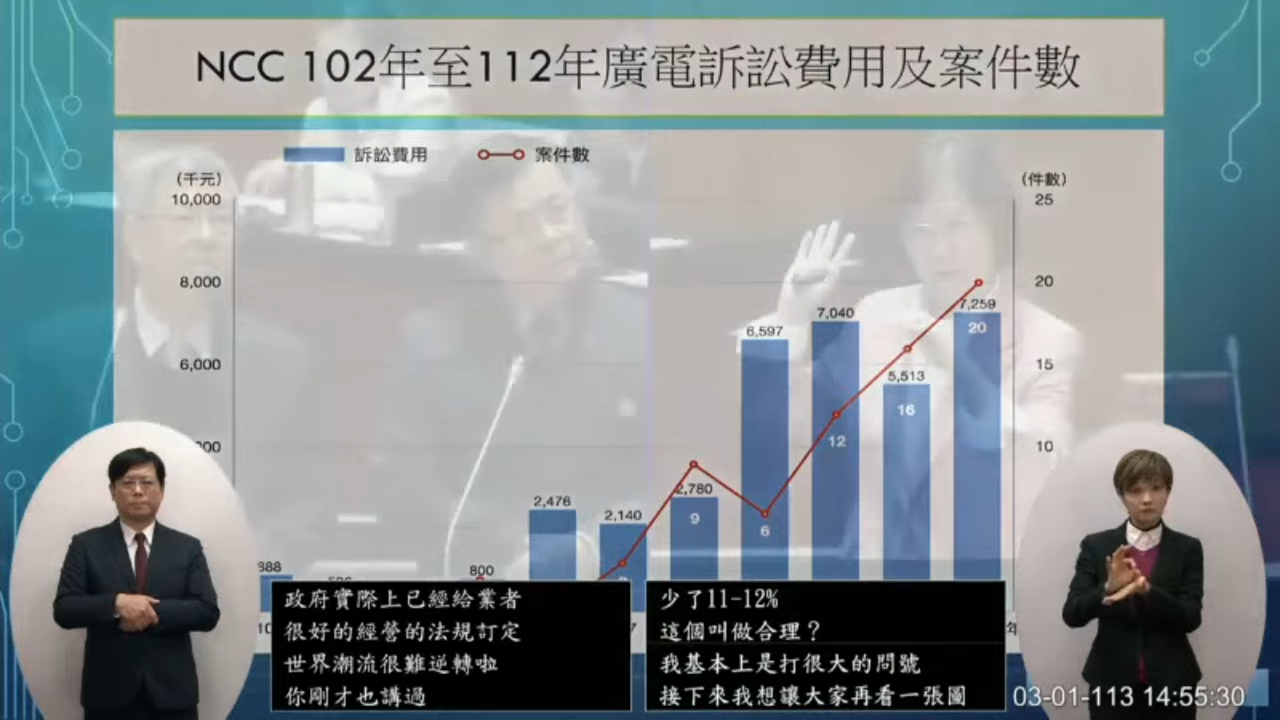 NCC 102年至112年廣電訴訟費用及案件數
訴訟費用
案件數
(千元)
(件數)
10,000
25
8,000
20
6,000
15
10
888
800
2,476
2,140
2,780
9
6,597
6
7,040
12
5,513
16
7,259
20
年
政府實際上已經給業者
很好的經營的法規訂定
世界潮流很難逆轉啦
你剛才也講過
少了11-12%
這個叫做合理？
我基本上是打很大的問號
接下來我想讓大家再看一張圖
03-01-113 14:55:30